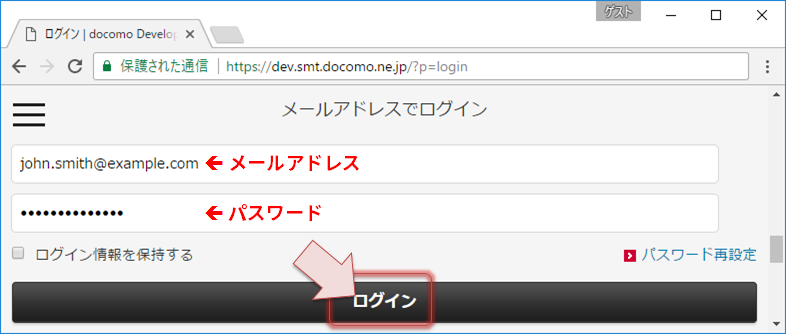 ゲスト
ログイン | docomo Develop
保護された通信 | https://dev.smt.docomo.ne.jp/?p=login
メールアドレスでログイン
john.smith@example.com ← メールアドレス
•••••••••••••• ← パスワード
ログイン情報を保持する パスワード再設定
ログイン